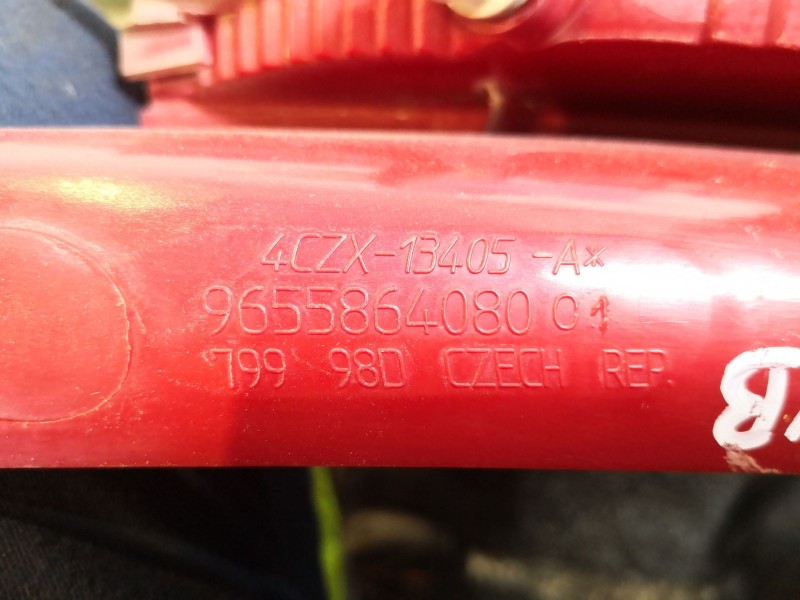 4CZX-13405-A*
9655864080 01
799 98D CZECH REP.
B